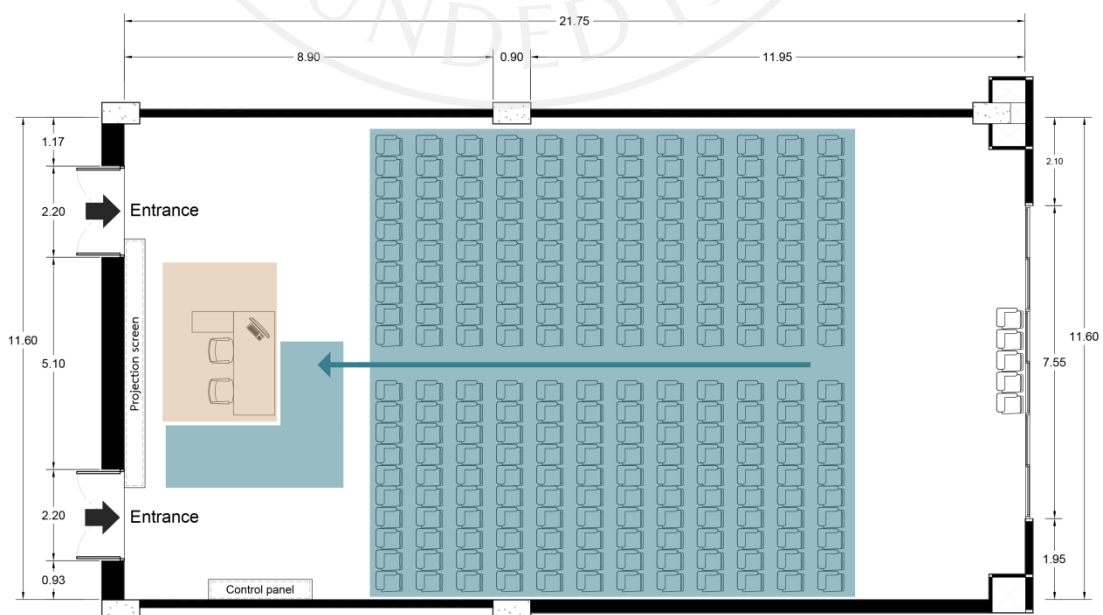 UNDED
21.75
8.90
0.90
11.95
1.17
2.20
5.10
2.20
0.93
11.60
Entrance
Projection screen
Entrance
Control panel
2.10
7.55
1.95
11.60